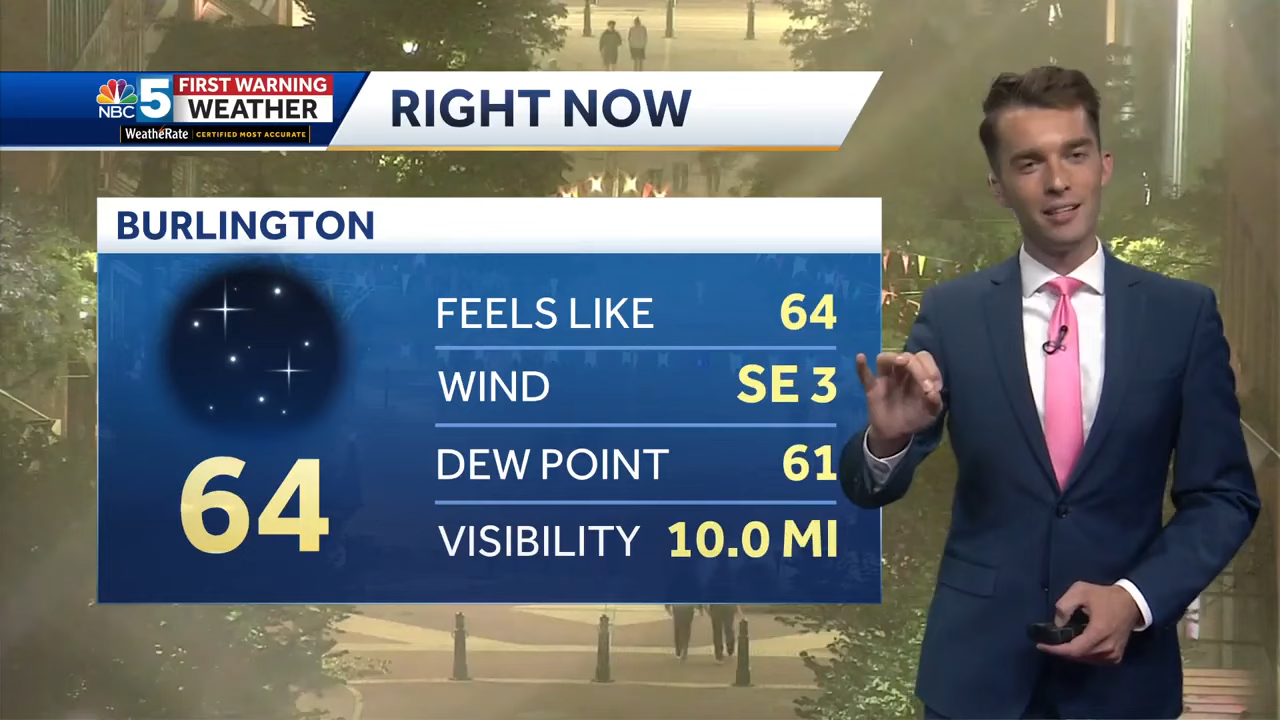 NBC 5 FIRST WARNING
WEATHER
WeatheRate CERTIFIED MOST ACCURATE
RIGHT NOW
BURLINGTON
64
FEELS LIKE 64
WIND SE 3
DEW POINT 61
VISIBILITY 10.0 MI